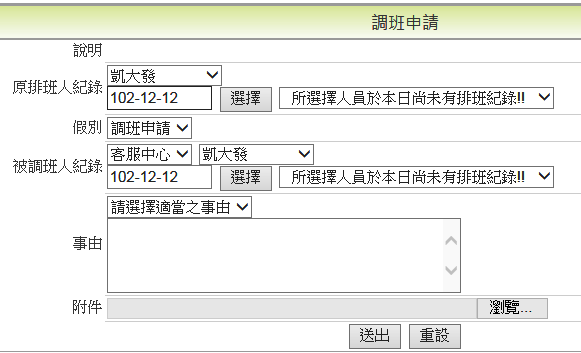 調班申請
說明
原排班人紀錄 凱大發
102-12-12 選擇 所選擇人員於本日尚未有排班紀錄!!
假別 調班申請
被調班人紀錄 客服中心 凱大發
102-12-12 選擇 所選擇人員於本日尚未有排班紀錄!!
請選擇適當之事由
事由
附件 瀏覽...
送出 重設